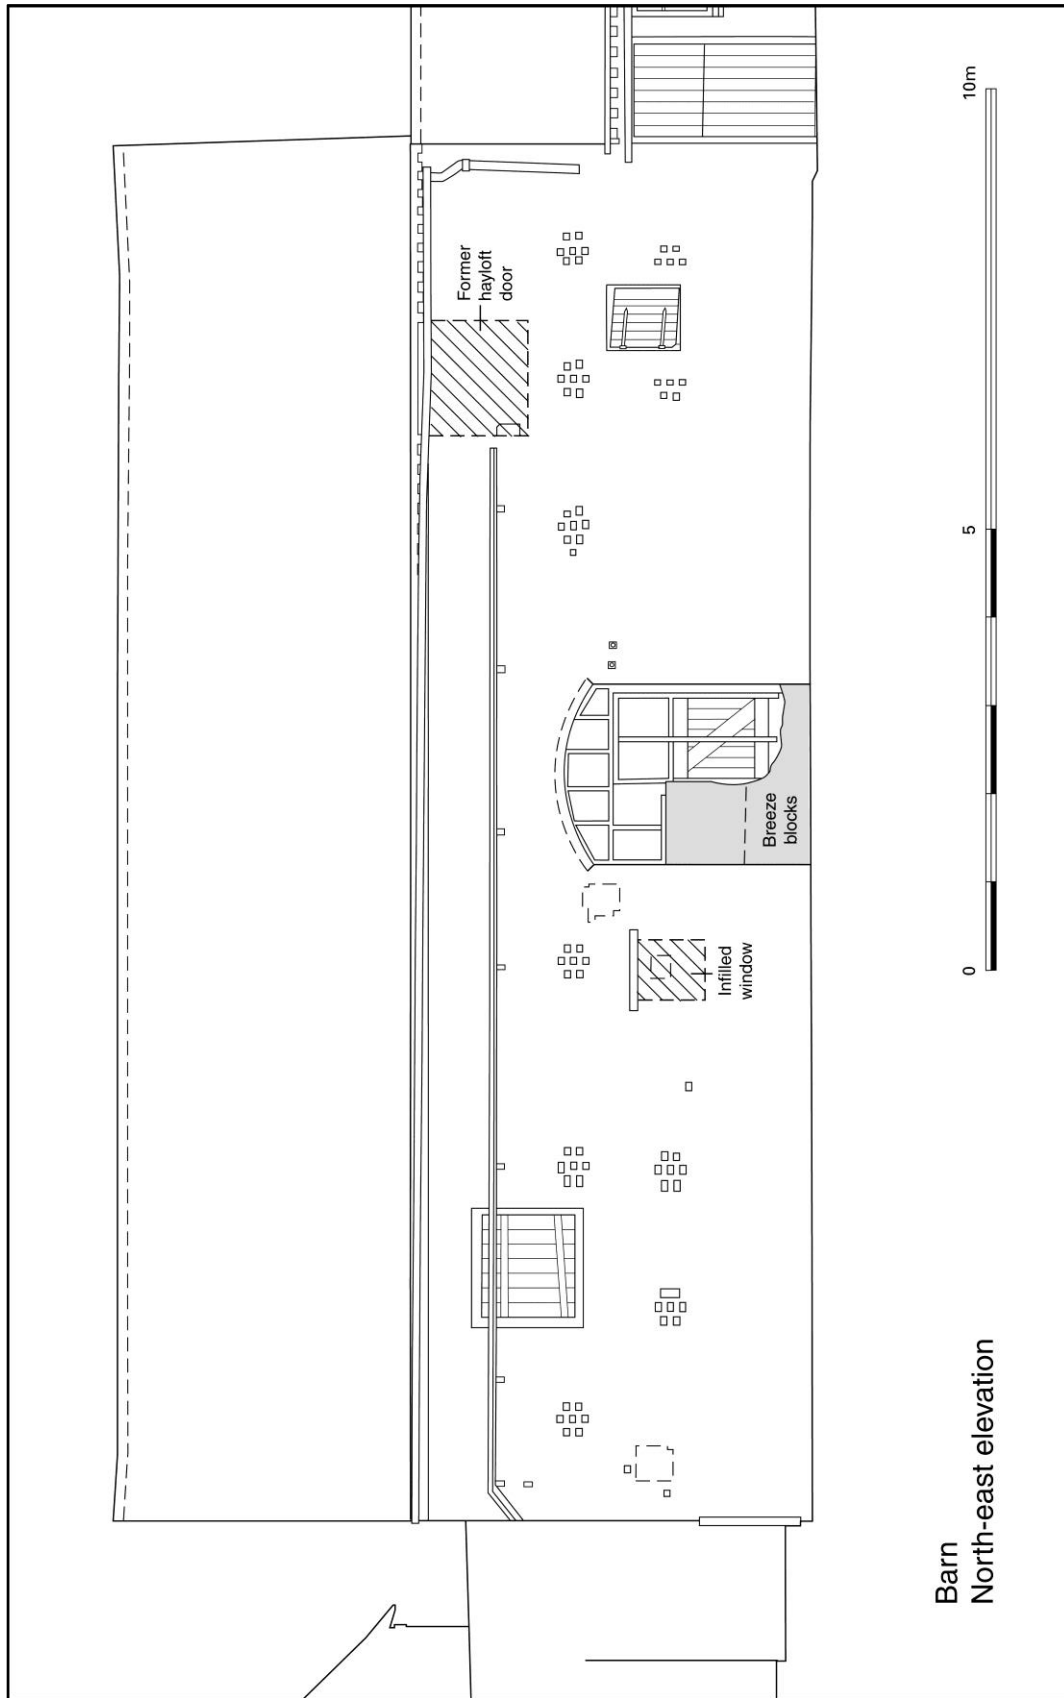 Former
hayloft
door
Infilled
window
Breeze
blocks
0
5
10m
Barn
North-east elevation